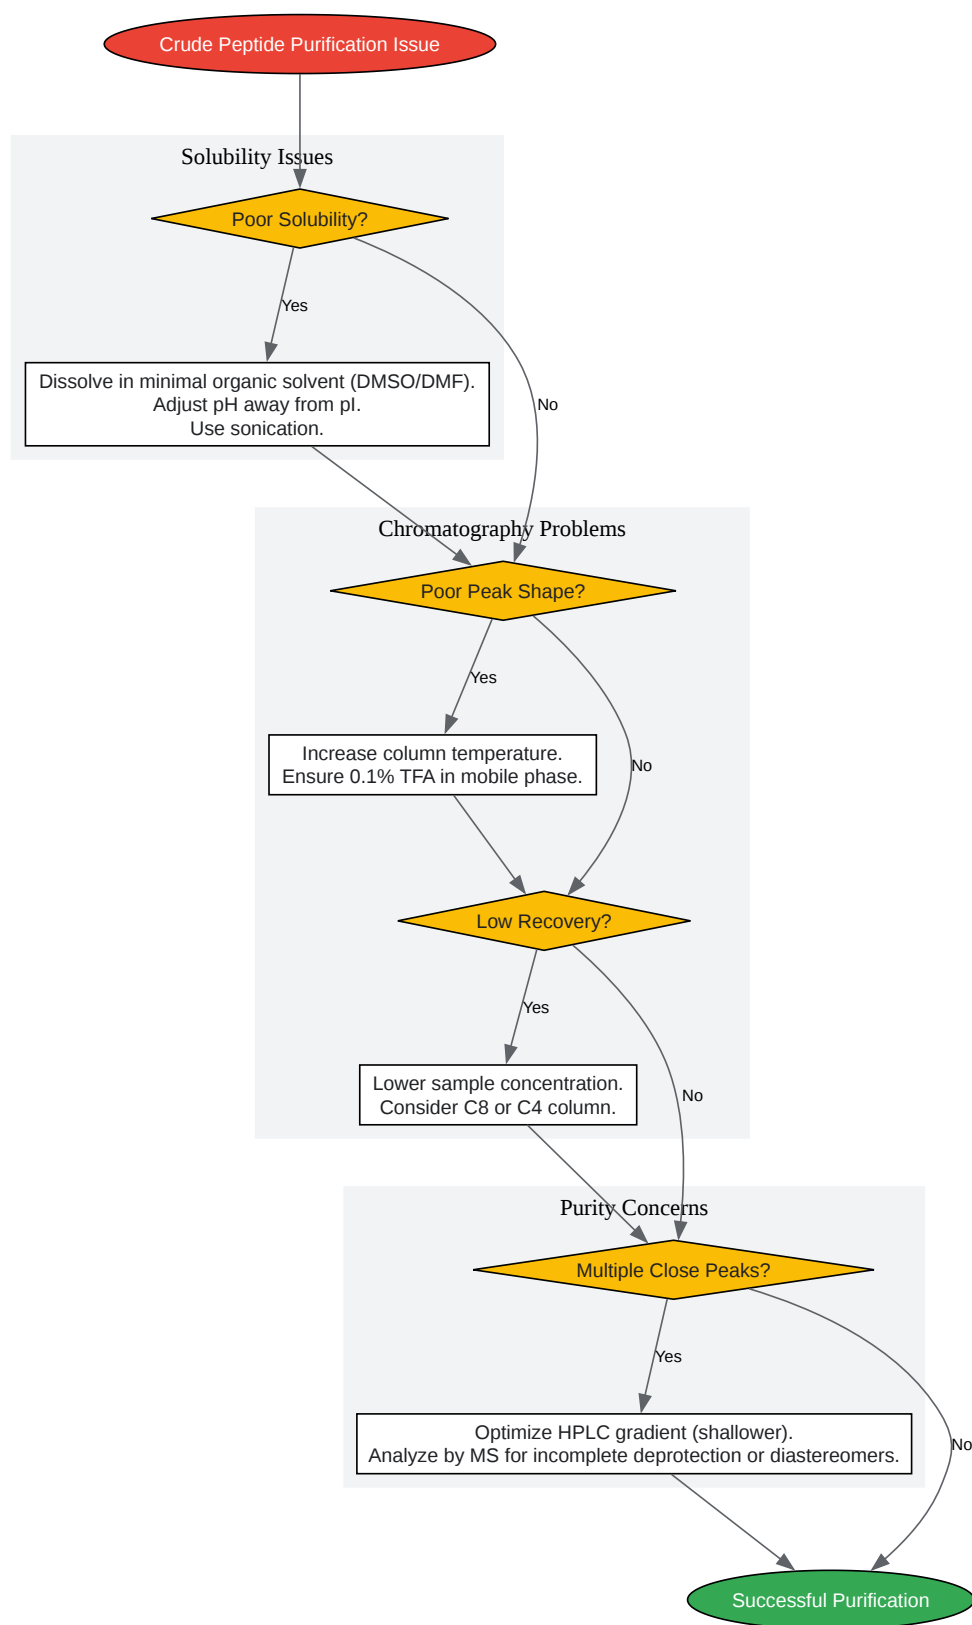 Crude Peptide Purification Issue
Solubility Issues
Poor Solubility?
Yes
Dissolve in minimal organic solvent (DMSO/DMF).
Adjust pH away from pI.
Use sonication.
No
Chromatography Problems
Poor Peak Shape?
Yes
Increase column temperature.
Ensure 0.1% TFA in mobile phase.
No
Low Recovery?
Yes
Lower sample concentration.
Consider C8 or C4 column.
No
Purity Concerns
Multiple Close Peaks?
Yes
Optimize HPLC gradient (shallower).
Analyze by MS for incomplete deprotection or diastereomers.
No
Successful Purification